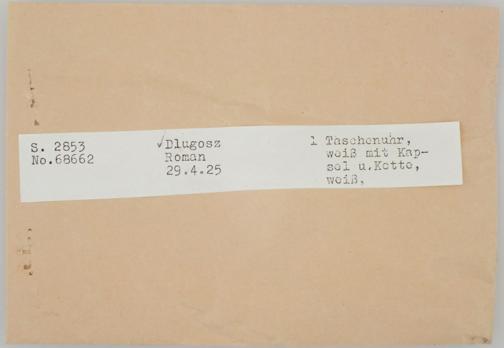 S. 2853
No.68662
✓Dlugosz
Roman
29.4.25
1 Taschenuhr,
weiß mit Kap-
sel u.Kette,
weiß.